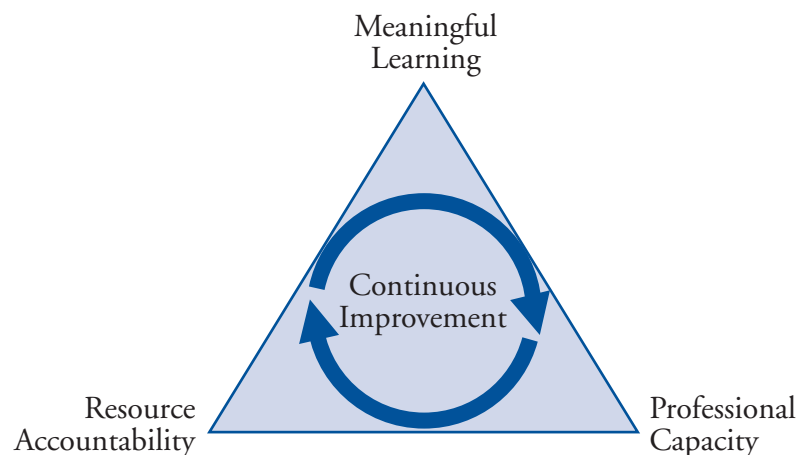 Meaningful
Learning
Continuous
Improvement
Resource
Accountability
Professional
Capacity